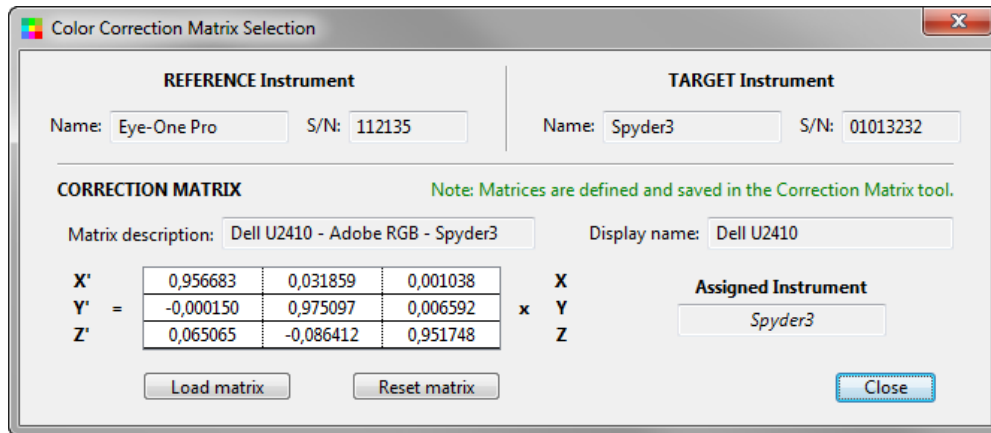 Color Correction Matrix Selection
REFERENCE Instrument
TARGET Instrument
Name: Eye-One Pro S/N: 112135
Name: Spyder3 S/N: 01013232
CORRECTION MATRIX
Note: Matrices are defined and saved in the Correction Matrix tool.
Matrix description: Dell U2410 - Adobe RGB - Spyder3
Display name: Dell U2410
X' 0,956683 0,031859 0,001038 X
Y' = -0,000150 0,975097 0,006592 x Y
Z' 0,065065 -0,086412 0,951748 Z
Assigned Instrument
Spyder3
Load matrix
Reset matrix
Close